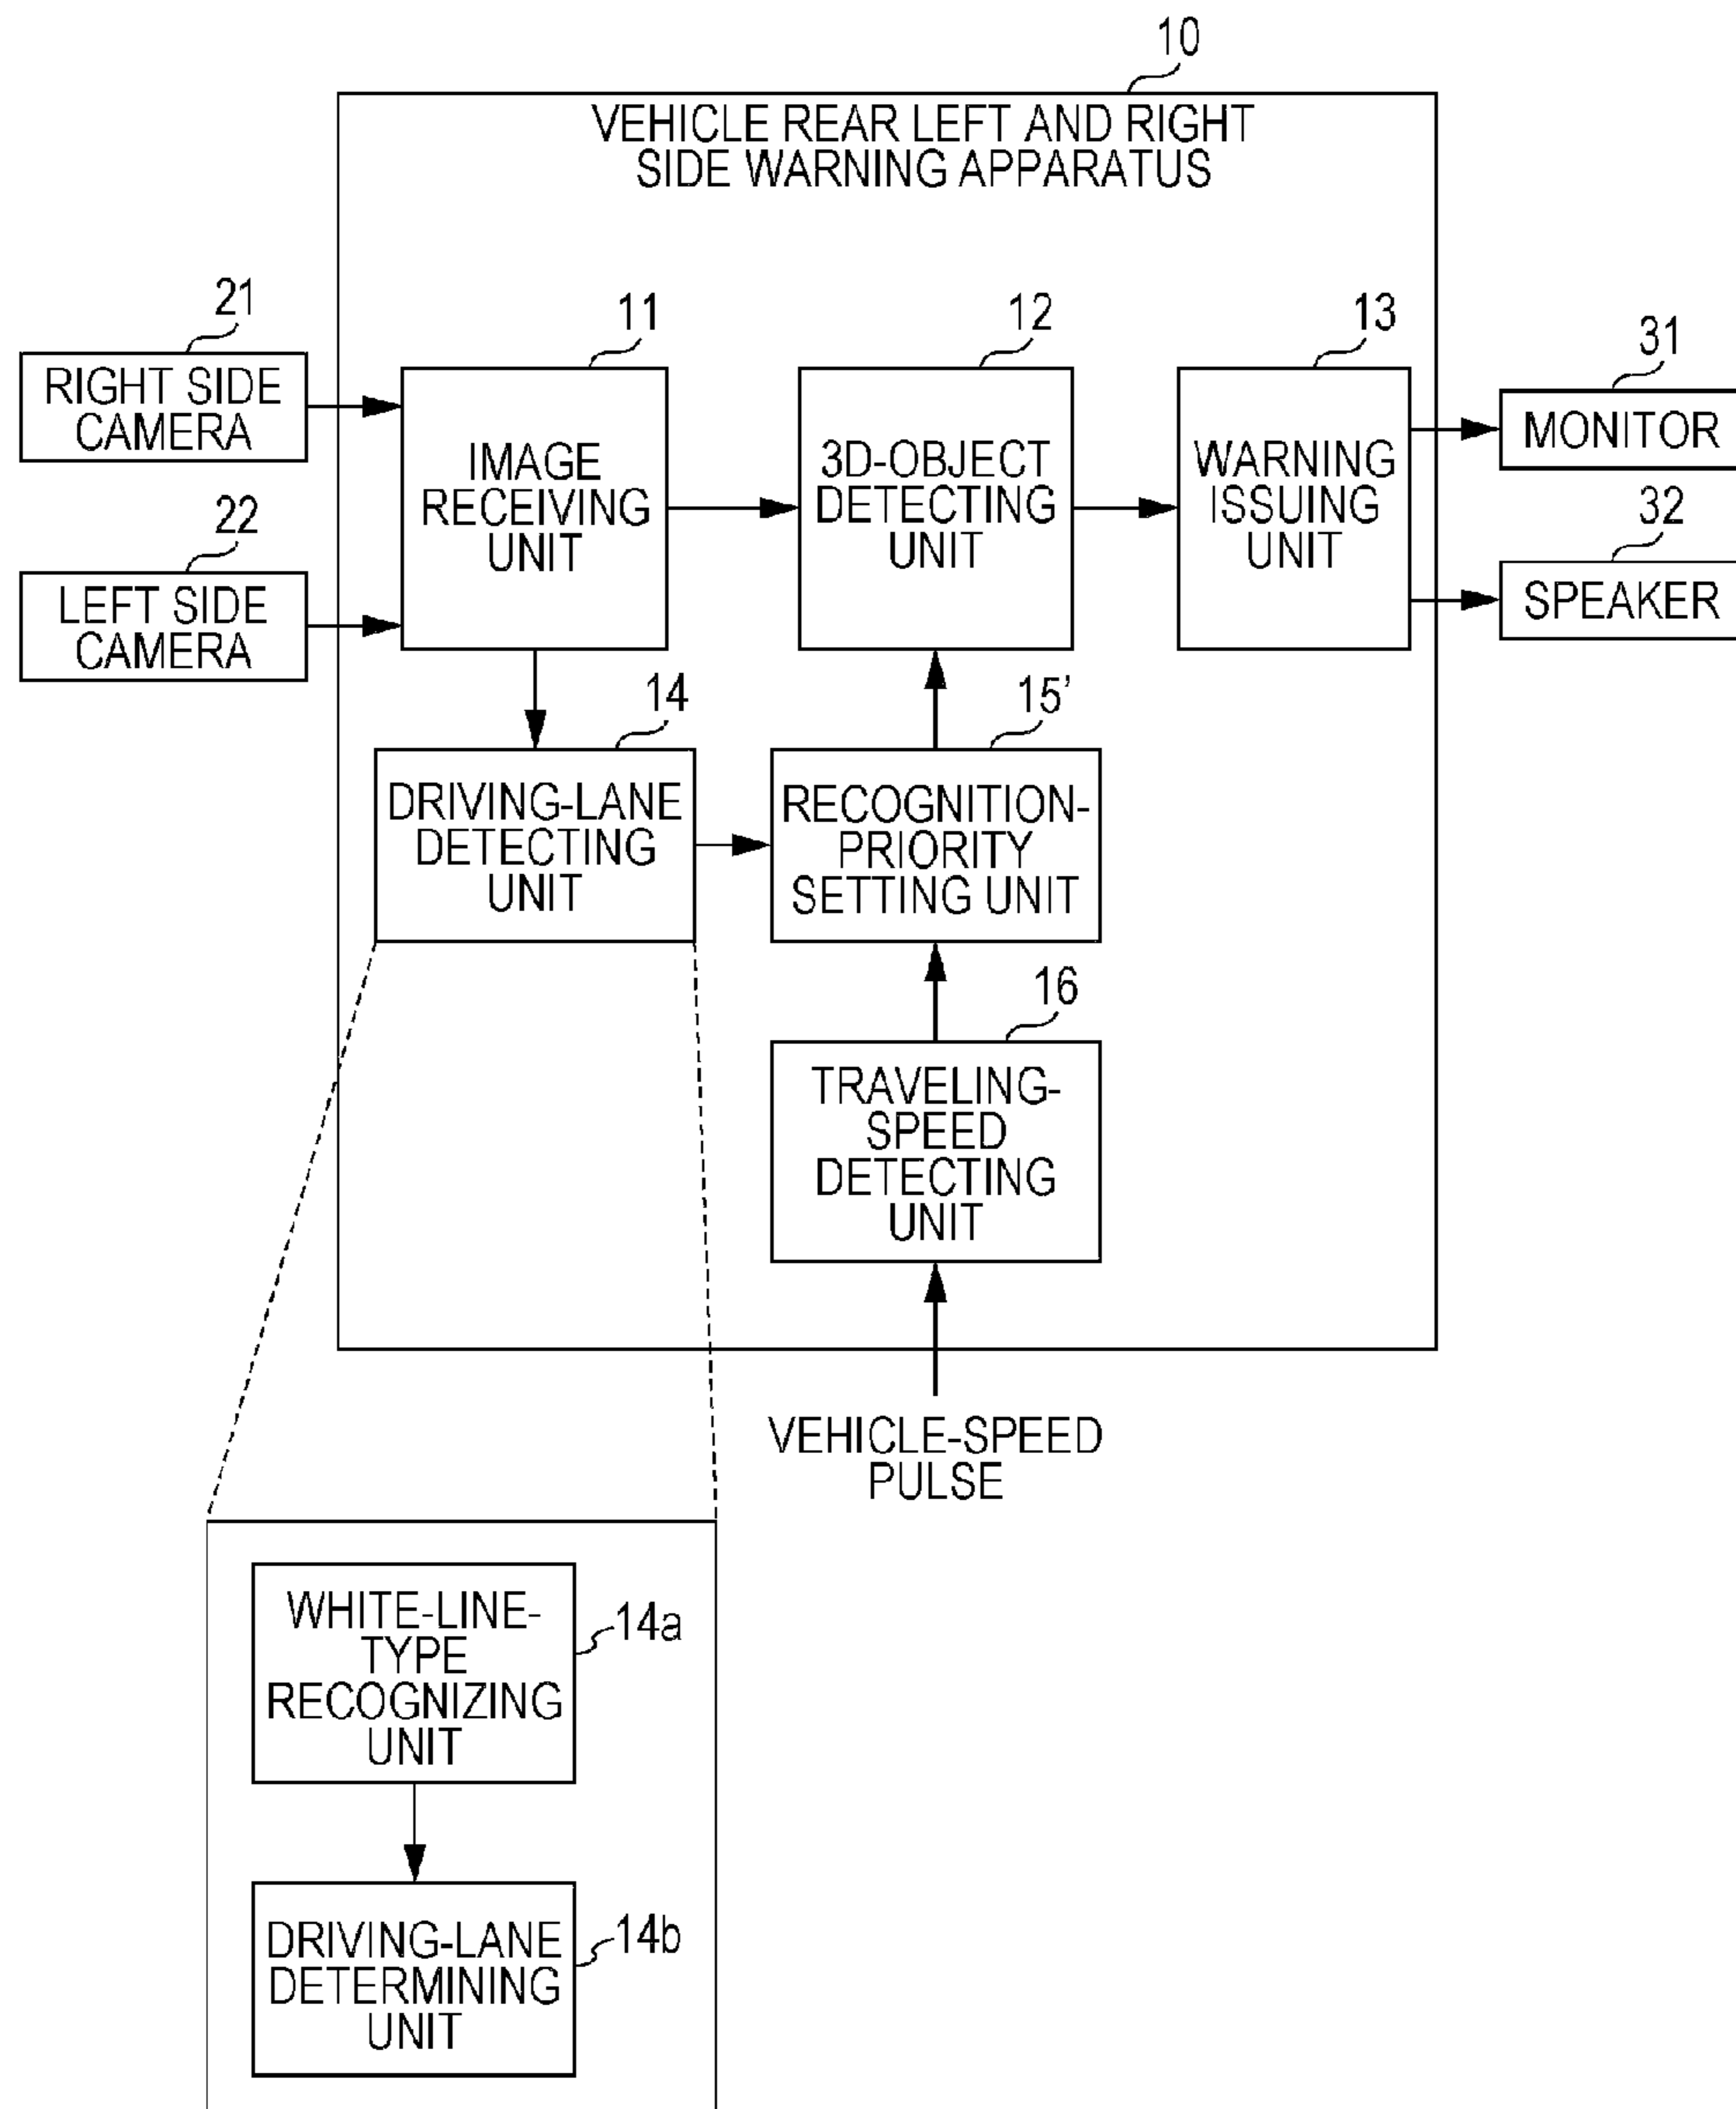 10
VEHICLE REAR LEFT AND RIGHT
SIDE WARNING APPARATUS
21
RIGHT SIDE
CAMERA
22
LEFT SIDE
CAMERA
11
IMAGE
RECEIVING
UNIT
12
3D-OBJECT
DETECTING
UNIT
13
WARNING
ISSUING
UNIT
31
MONITOR
32
SPEAKER
14
DRIVING-LANE
DETECTING
UNIT
15'
RECOGNITION-
PRIORITY
SETTING UNIT
16
TRAVELING-
SPEED
DETECTING
UNIT
VEHICLE-SPEED
PULSE
WHITE-LINE-
TYPE
RECOGNIZING
UNIT
14a
DRIVING-LANE
DETERMINING
UNIT
14b